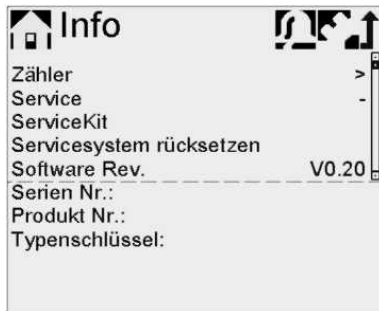 Info
Zähler >
Service -
ServiceKit
Servicesystem rücksetzen
Software Rev. V0.20
Serien Nr.:
Produkt Nr.:
Typenschlüssel: